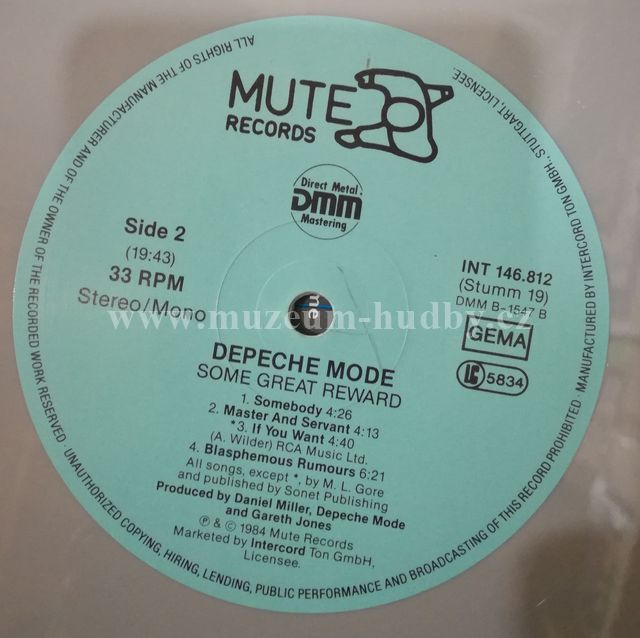 MUTE
RECORDS
Direct Metal
DMM
Mastering
Side 2
(19:43)
33 RPM
Stereo/Mono
INT 146.812
(Stumm 19)
DMM B-1547 B
GEMA
LC 5834
me
www.muzeum-hudby.cz
DEPECHE MODE
SOME GREAT REWARD
1. Somebody 4:26
2. Master And Servant 4:13
*3. If You Want 4:40
(A. Wilder) RCA Music Ltd.
4. Blasphemous Rumours 6:21
All songs, except *, by M. L. Gore
and published by Sonet Publishing
Produced by Daniel Miller, Depeche Mode
and Gareth Jones
℗ & © 1984 Mute Records
Marketed by Intercord Ton GmbH,
Licensee.
ALL RIGHTS OF THE MANUFACTURER AND OF THE OWNER OF THE RECORDED WORK RESERVED · UNAUTHORIZED COPYING, HIRING, LENDING, PUBLIC PERFORMANCE AND BROADCASTING OF THIS RECORD PROHIBITED · MANUFACTURED BY INTERCORD TON GMBH., STUTTGART, LICENSEE.